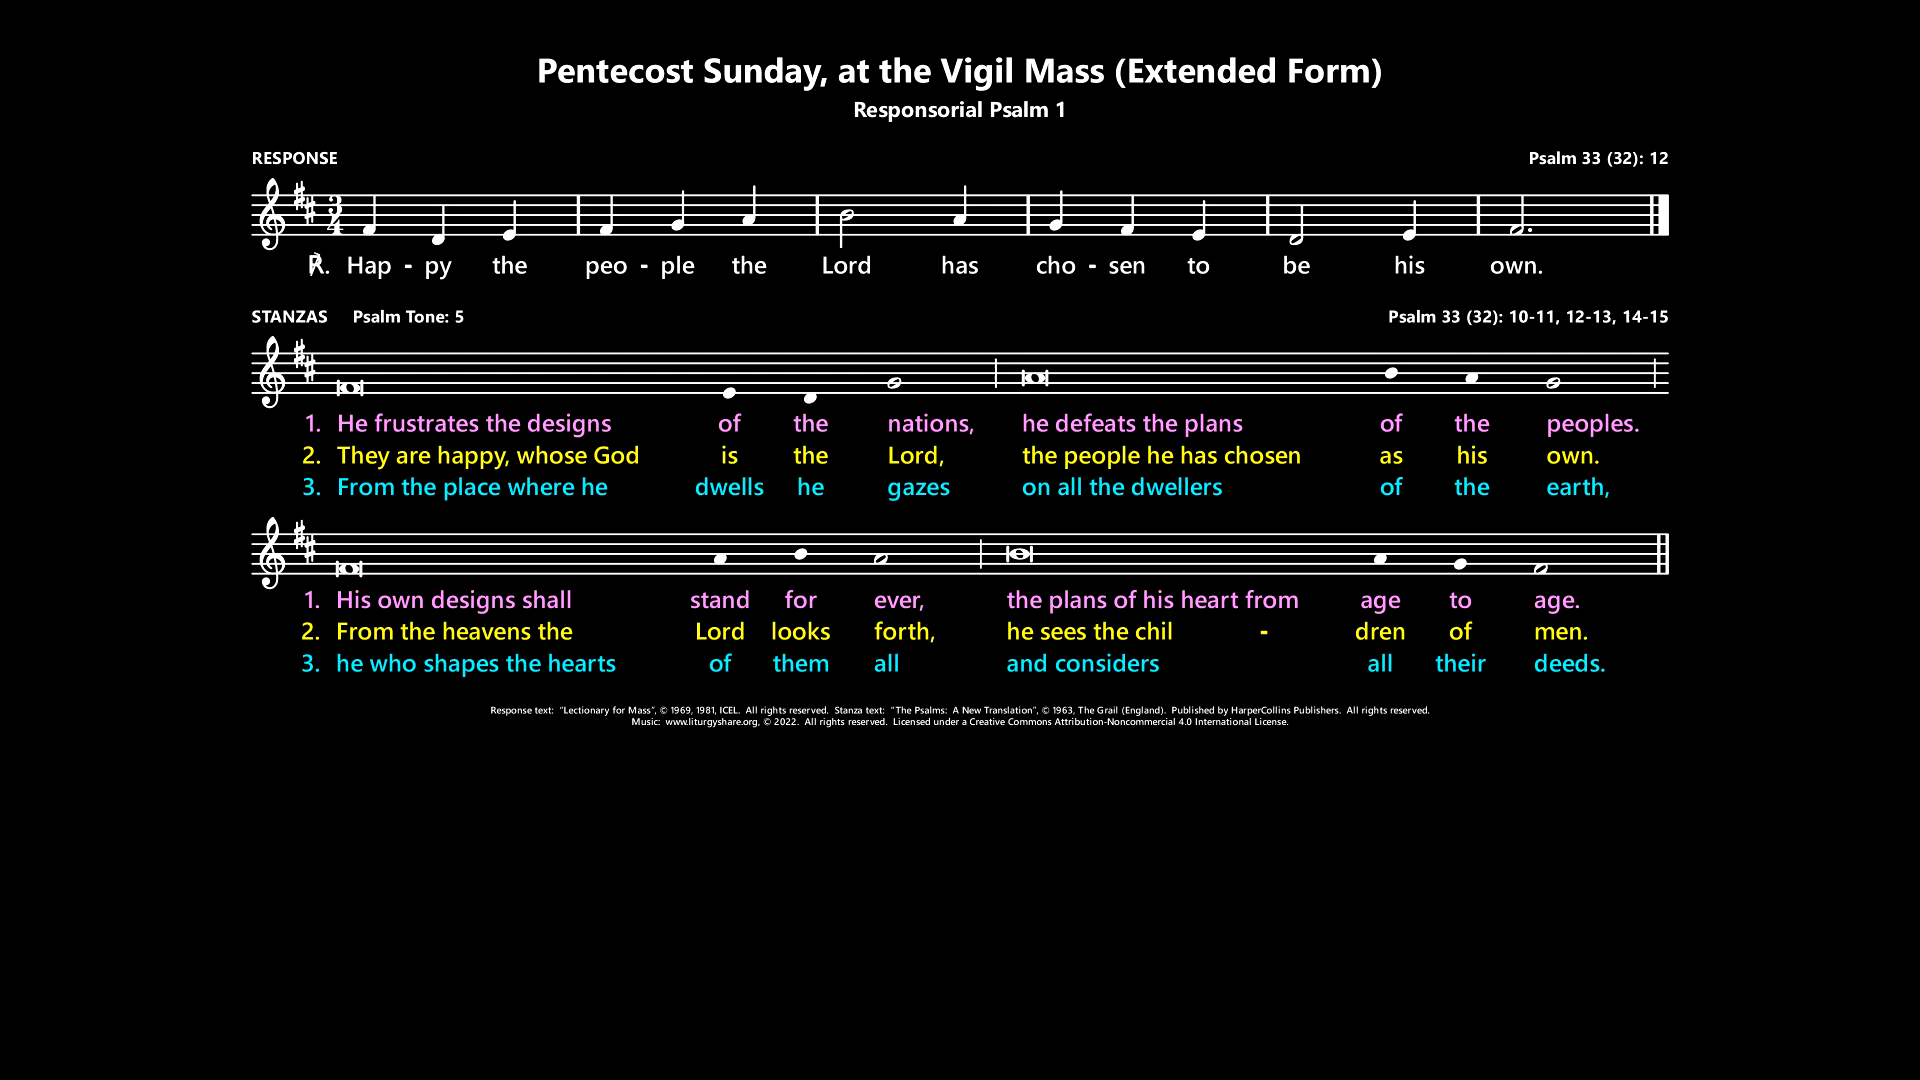 Pentecost Sunday, at the Vigil Mass (Extended Form)
Responsorial Psalm 1
RESPONSE Psalm 33 (32): 12
℟. Hap - py the peo - ple the Lord has cho - sen to be his own.
STANZAS Psalm Tone: 5 Psalm 33 (32): 10-11, 12-13, 14-15
1. He frustrates the designs of the nations, he defeats the plans of the peoples.
2. They are happy, whose God is the Lord, the people he has chosen as his own.
3. From the place where he dwells he gazes on all the dwellers of the earth,
1. His own designs shall stand for ever, the plans of his heart from age to age.
2. From the heavens the Lord looks forth, he sees the chil - dren of men.
3. he who shapes the hearts of them all and considers all their deeds.
Response text: "Lectionary for Mass", © 1969, 1981, ICEL. All rights reserved. Stanza text: "The Psalms: A New Translation", © 1963, The Grail (England). Published by HarperCollins Publishers. All rights reserved.
Music: www.liturgyshare.org, © 2022. All rights reserved. Licensed under a Creative Commons Attribution-Noncommercial 4.0 International License.